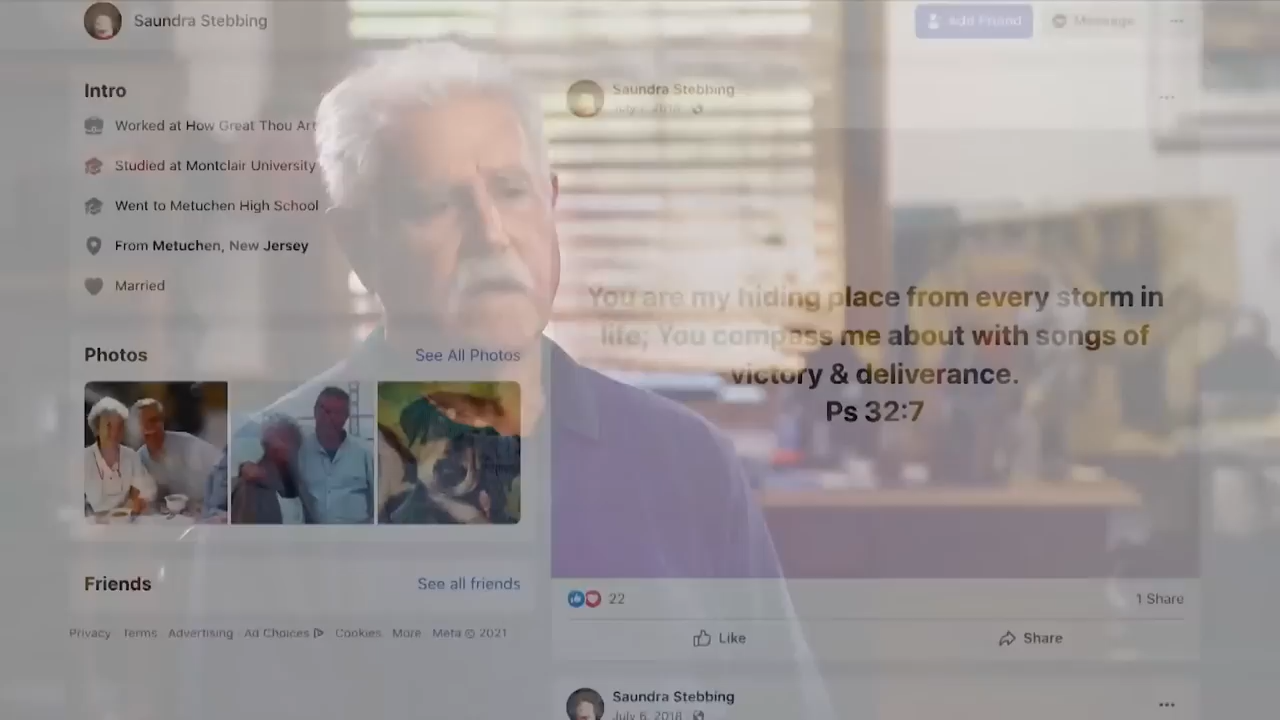 Saundra Stebbing
Add Friend
Message
Intro
Worked at How Great Thou Art
Studied at Montclair University
Went to Metuchen High School
From Metuchen, New Jersey
Married
Photos
See All Photos
Friends
See all friends
Privacy Terms Advertising Ad Choices Cookies More Meta © 2021
Saundra Stebbing
You are my hiding place from every storm in
life; You compass me about with songs of
victory & deliverance.
Ps 32:7
22
1 Share
Like
Share
Saundra Stebbing
July 6, 2018